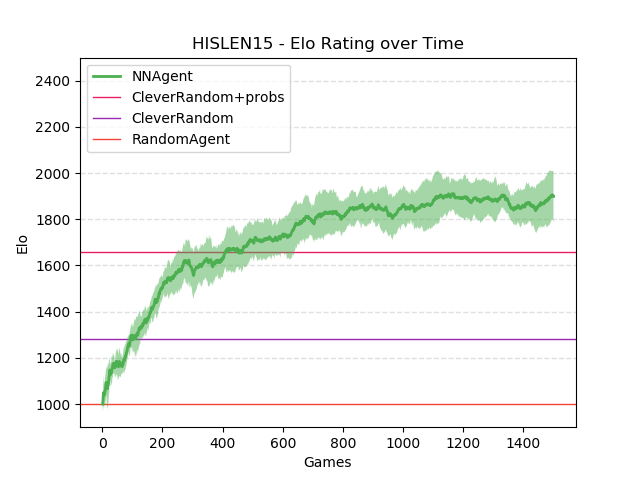 HISLEN15 - Elo Rating over Time
NNAgent
CleverRandom+probs
CleverRandom
RandomAgent
2400
2200
2000
1800
1600
1400
1200
1000
Elo
0 200 400 600 800 1000 1200 1400
Games